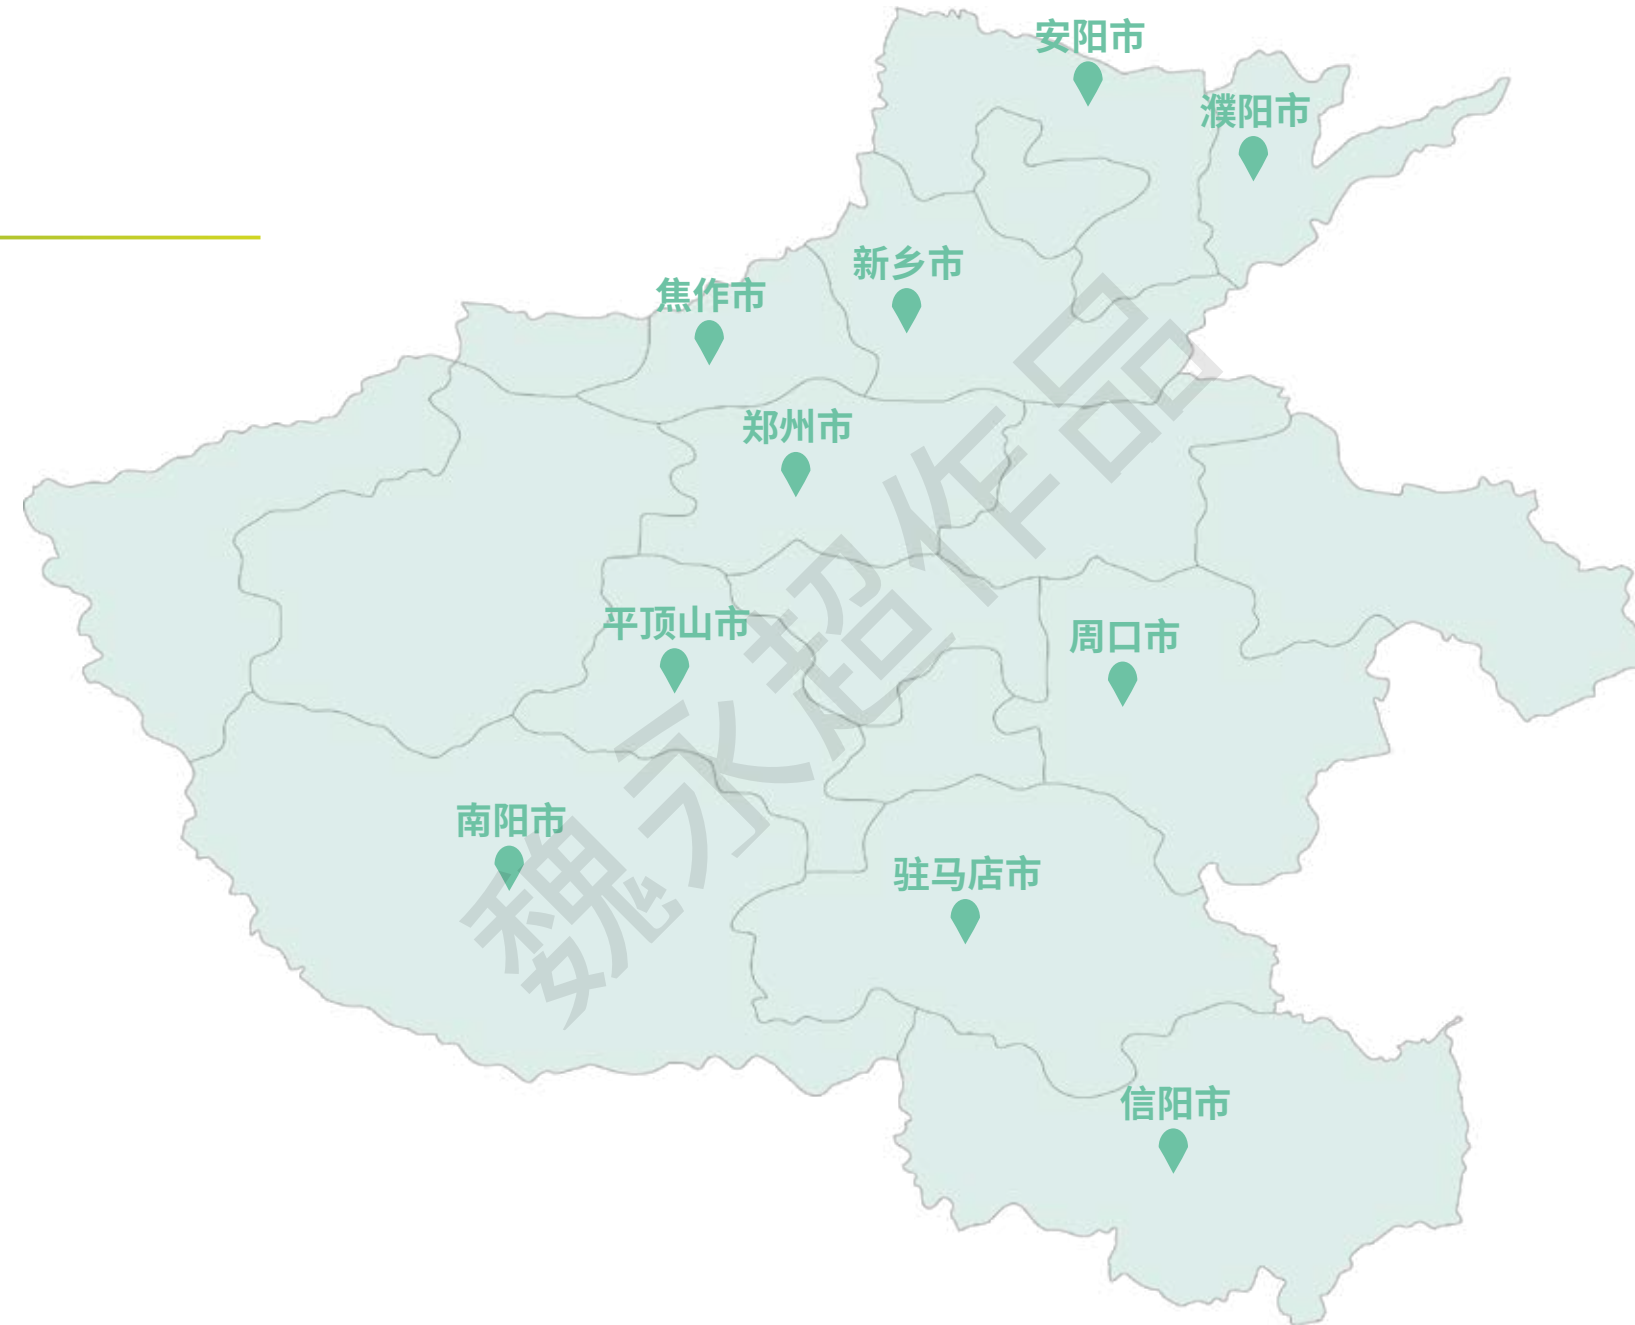 安阳市
濮阳市
新乡市
焦作市
郑州市
平顶山市
周口市
南阳市
驻马店市
信阳市
魏永超作品